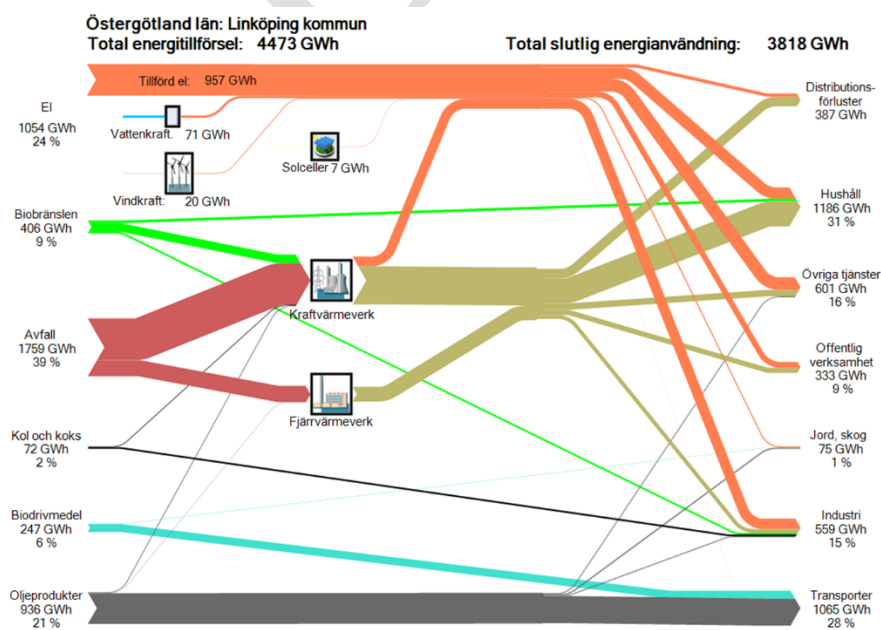 Östergötland län: Linköping kommun
Total energitillförsel: 4473 GWh
Total slutlig energianvändning: 3818 GWh
Tillförd el: 957 GWh
El
1054 GWh
24 %
Vattenkraft. 71 GWh
Solceller 7 GWh
Vindkraft: 20 GWh
Biobränslen
406 GWh
9 %
Kraftvärmeverk
Avfall
1759 GWh
39 %
Fjärrvärmeverk
Kol och koks
72 GWh
2 %
Biodrivmedel
247 GWh
6 %
Oljeprodukter
936 GWh
21 %
Distributions-
förluster
387 GWh
Hushåll
1186 GWh
31 %
Övriga tjänster
601 GWh
16 %
Offentlig
verksamhet
333 GWh
9 %
Jord, skog
75 GWh
1 %
Industri
559 GWh
15 %
Transporter
1065 GWh
28 %